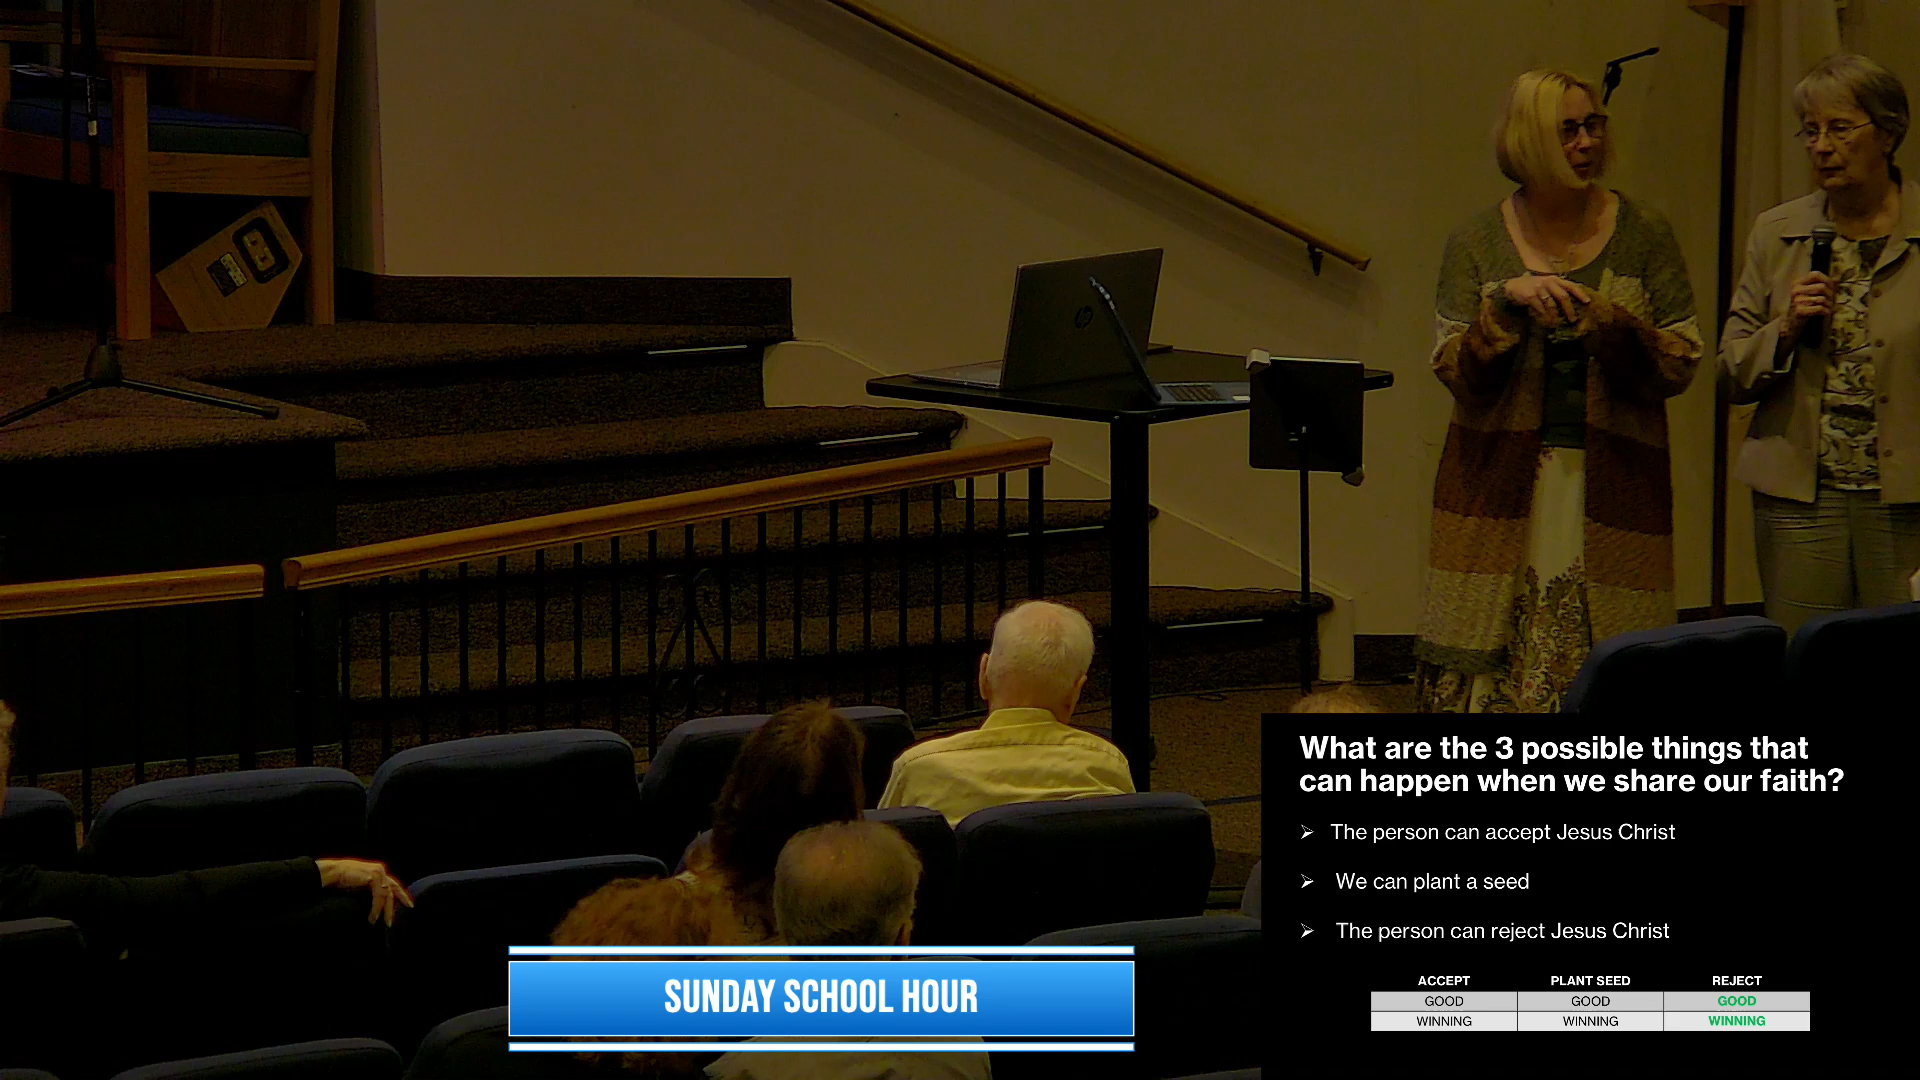 What are the 3 possible things that
can happen when we share our faith?
➢ The person can accept Jesus Christ
➢ We can plant a seed
➢ The person can reject Jesus Christ
ACCEPT PLANT SEED REJECT
GOOD GOOD GOOD
WINNING WINNING WINNING
SUNDAY SCHOOL HOUR
hp